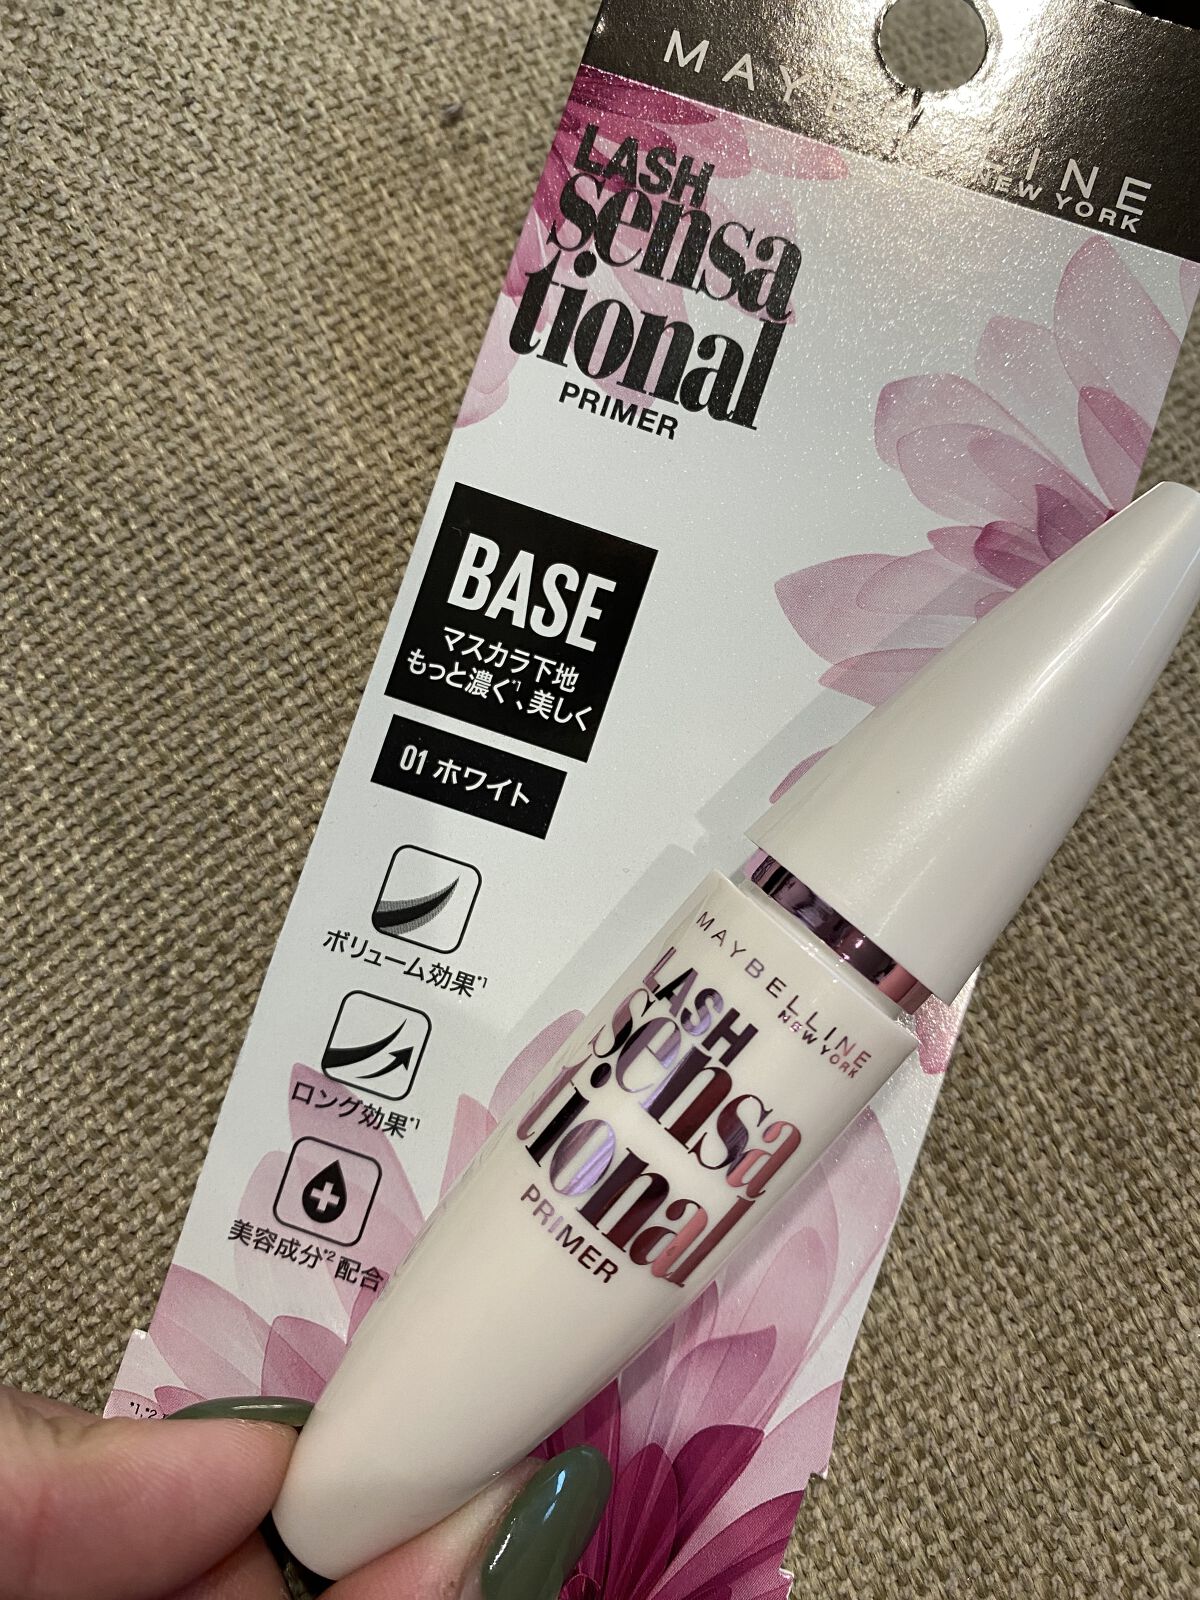 MAYBELLINE
NEW YORK
LASH
sensa
tional
PRIMER
BASE
マスカラ下地
もっと濃く*1、美しく
01 ホワイト
ボリューム効果*1
ロング効果*1
美容成分*2配合
*1,*2
MAYBELLINE
NEW YORK
LASH
sensa
tional
PRIMER